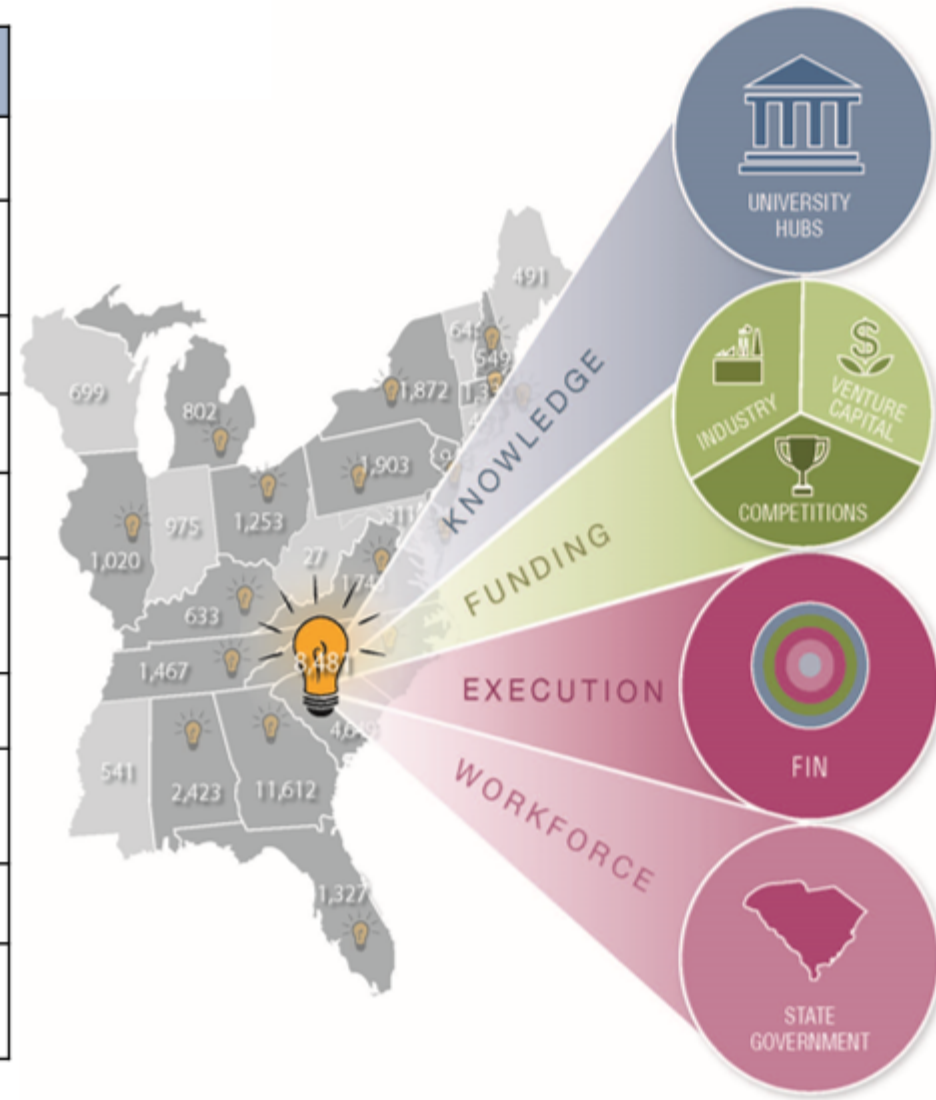 UNIVERSITY
HUBS
491
549
1,872
699
802
KNOWLEDGE
INDUSTRY
VENTURE
CAPITAL
COMPETITIONS
1,903
975
1,253
1,020
27
FUNDING
633
8,487
1,467
EXECUTION
FIN
541
2,423
11,612
WORKFORCE
1,327
STATE
GOVERNMENT